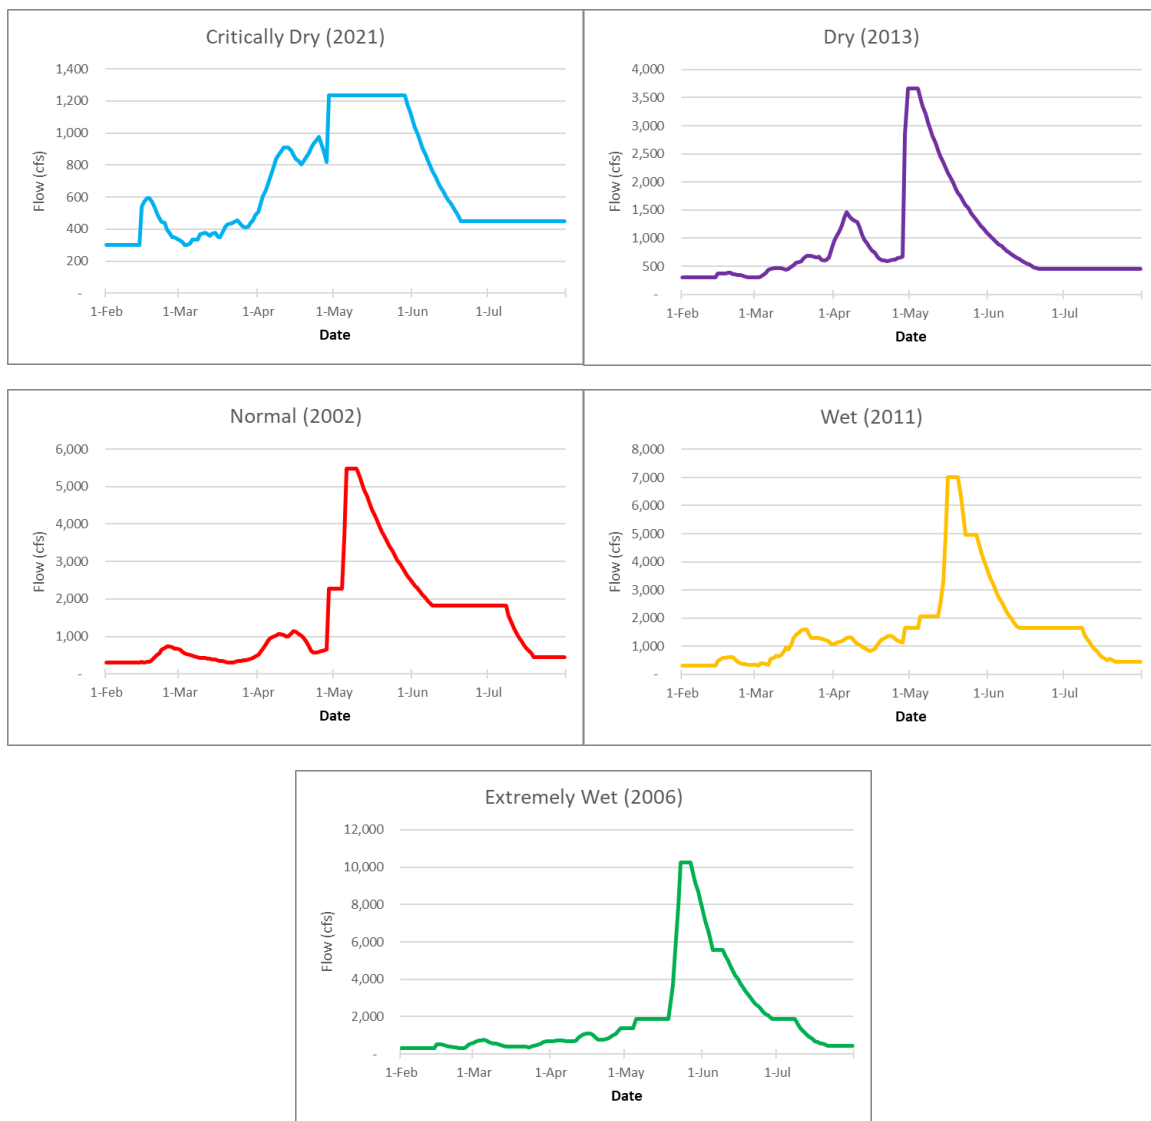 Critically Dry (2021)
1,400
1,200
1,000
800
600
400
200
-
Flow (cfs)
1-Feb 1-Mar 1-Apr 1-May 1-Jun 1-Jul
Date
Dry (2013)
4,000
3,500
3,000
2,500
2,000
1,500
1,000
500
-
Flow (cfs)
1-Feb 1-Mar 1-Apr 1-May 1-Jun 1-Jul
Date
Normal (2002)
6,000
5,000
4,000
3,000
2,000
1,000
-
Flow (cfs)
1-Feb 1-Mar 1-Apr 1-May 1-Jun 1-Jul
Date
Wet (2011)
8,000
7,000
6,000
5,000
4,000
3,000
2,000
1,000
-
Flow (cfs)
1-Feb 1-Mar 1-Apr 1-May 1-Jun 1-Jul
Date
Extremely Wet (2006)
12,000
10,000
8,000
6,000
4,000
2,000
-
Flow (cfs)
1-Feb 1-Mar 1-Apr 1-May 1-Jun 1-Jul
Date